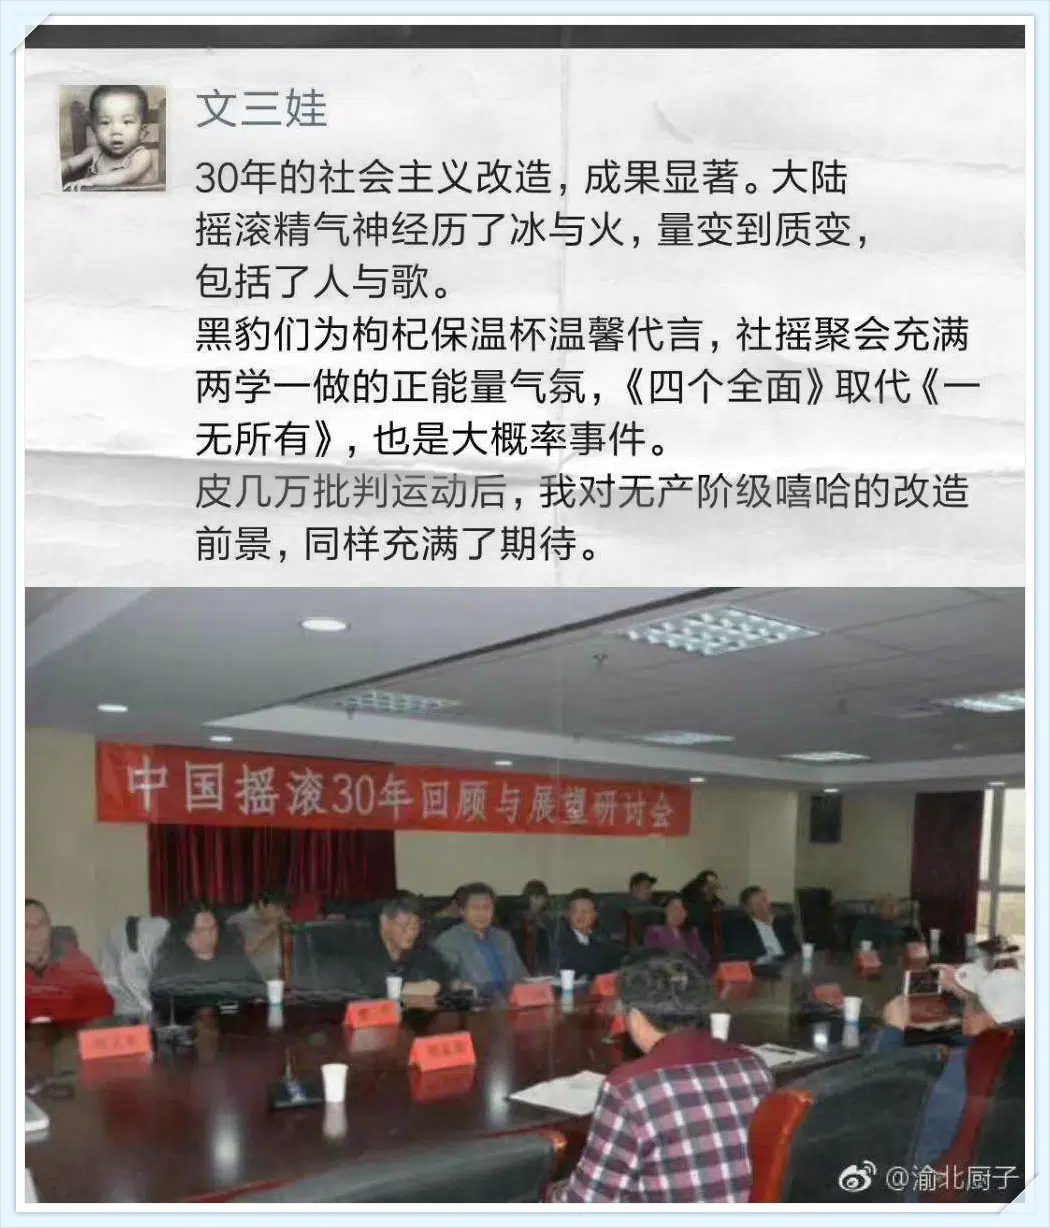 文三娃
30年的社会主义改造，成果显著。大陆
摇滚精气神经历了冰与火，量变到质变，
包括了人与歌。
黑豹们为枸杞保温杯温馨代言，社摇聚会充满
两学一做的正能量气氛，《四个全面》取代《一
无所有》，也是大概率事件。
皮几万批判运动后，我对无产阶级嘻哈的改造
前景，同样充满了期待。
中国摇滚30年回顾与展望研讨会
@渝北厨子